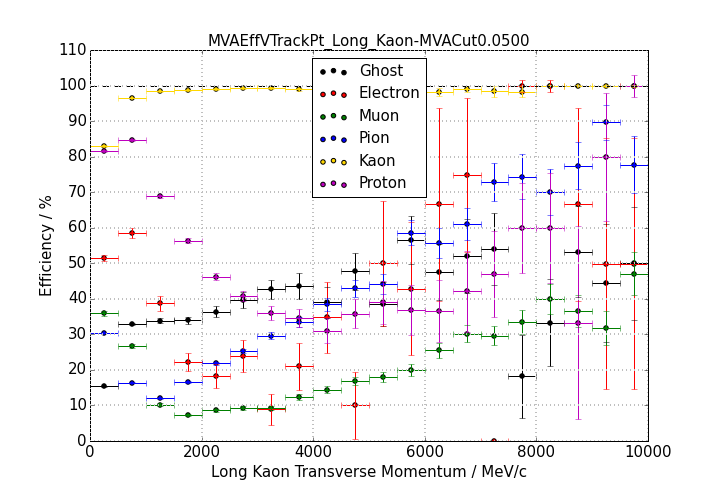 MVAEffVTrackPt_Long_Kaon-MVACut0.0500
110
100
90
80
70
60
50
40
30
20
10
0
Efficiency / %
Ghost
Electron
Muon
Pion
Kaon
Proton
0 2000 4000 6000 8000 10000
Long Kaon Transverse Momentum / MeV/c